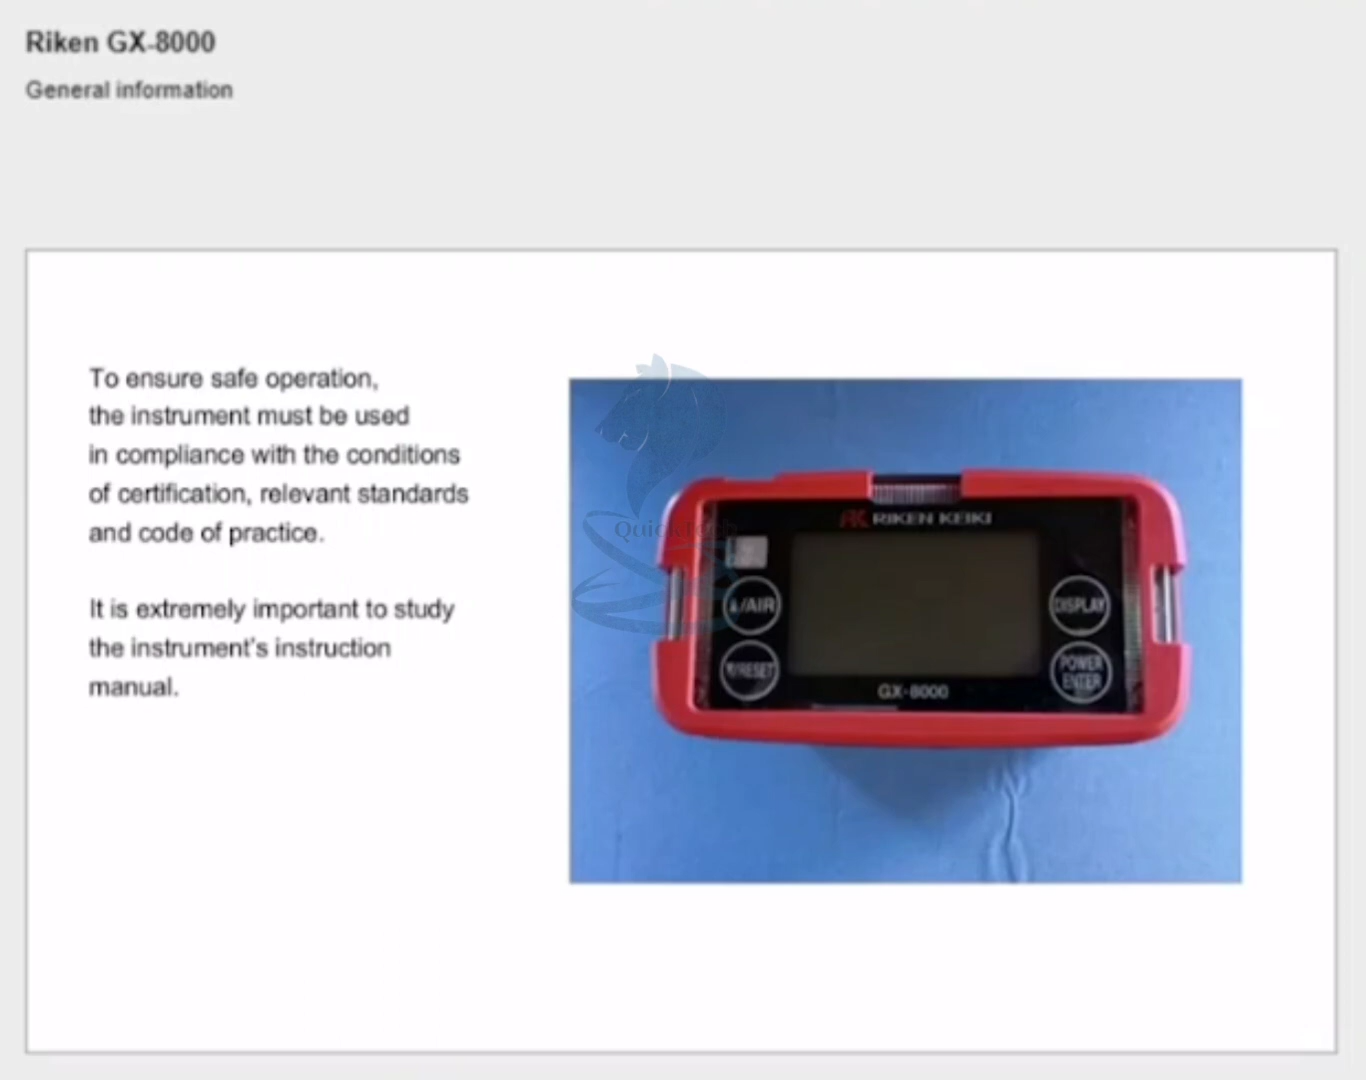 Riken GX-8000
General information
To ensure safe operation,
the instrument must be used
in compliance with the conditions
of certification, relevant standards
and code of practice.
It is extremely important to study
the instrument's instruction
manual.
RIKEN KEIKI
▲/AIR
DISPLAY
▼/RESET
POWER
ENTER
GX-8000